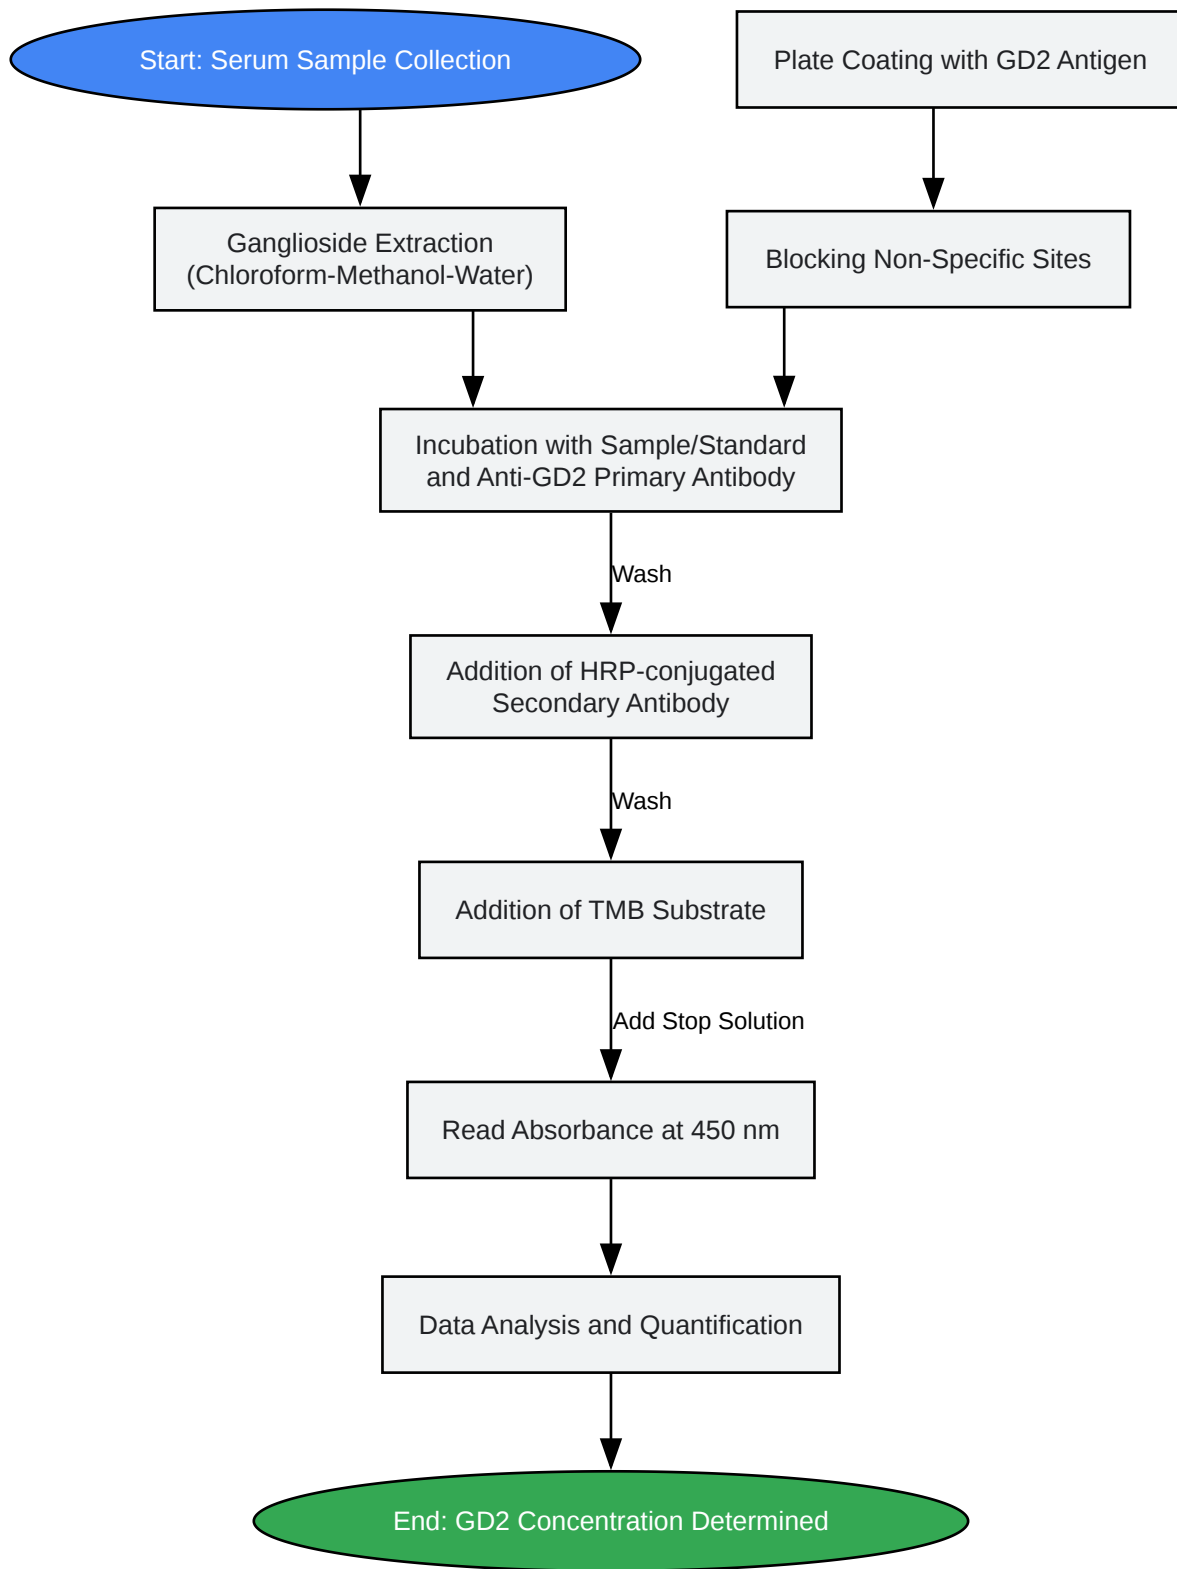 Start: Serum Sample Collection
Plate Coating with GD2 Antigen
Ganglioside Extraction
(Chloroform-Methanol-Water)
Blocking Non-Specific Sites
Incubation with Sample/Standard
and Anti-GD2 Primary Antibody
Wash
Addition of HRP-conjugated
Secondary Antibody
Wash
Addition of TMB Substrate
Add Stop Solution
Read Absorbance at 450 nm
Data Analysis and Quantification
End: GD2 Concentration Determined